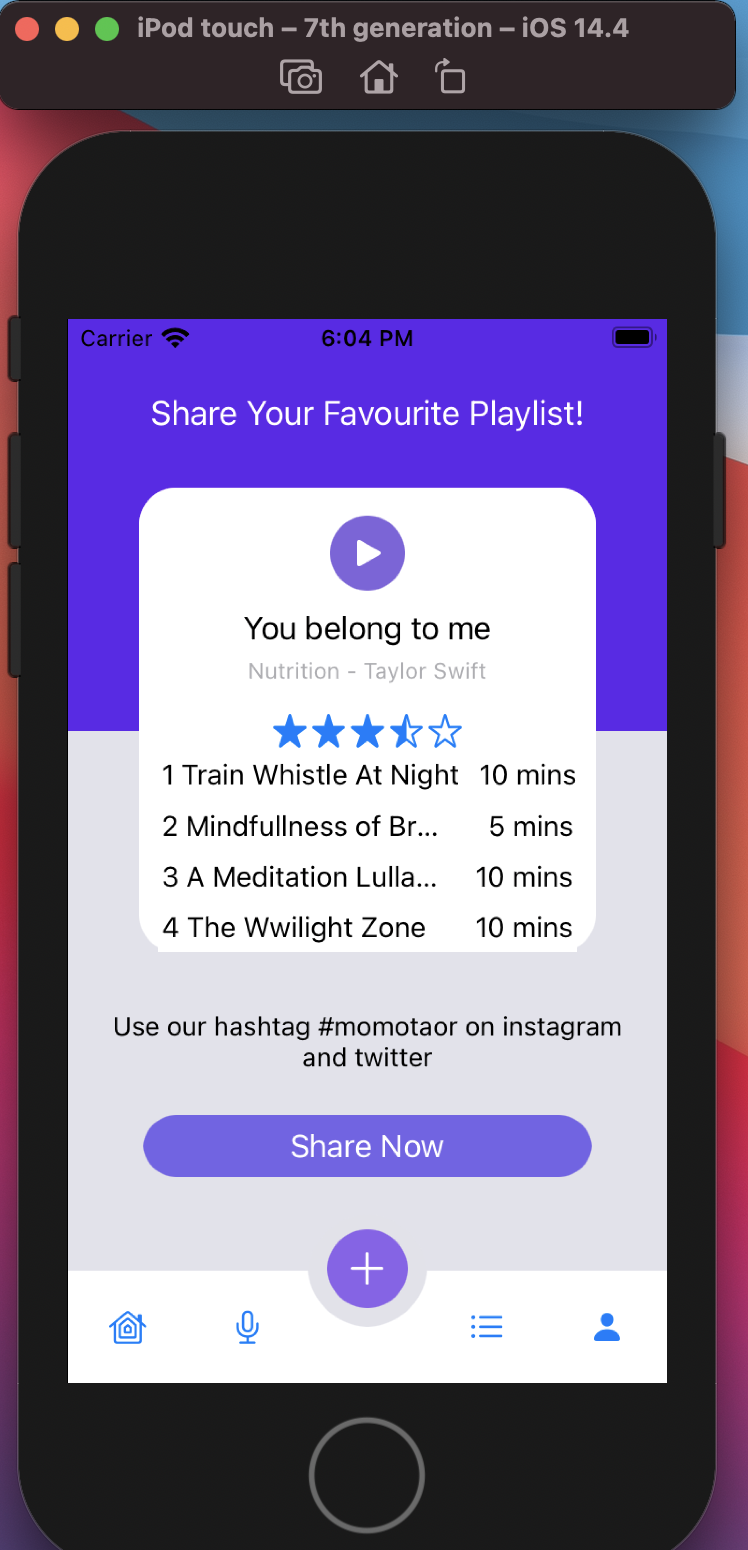 iPod touch – 7th generation – iOS 14.4
Carrier 6:04 PM
Share Your Favourite Playlist!
You belong to me
Nutrition - Taylor Swift
1 Train Whistle At Night 10 mins
2 Mindfullness of Br... 5 mins
3 A Meditation Lulla... 10 mins
4 The Wwilight Zone 10 mins
Use our hashtag #momotaor on instagram
and twitter
Share Now